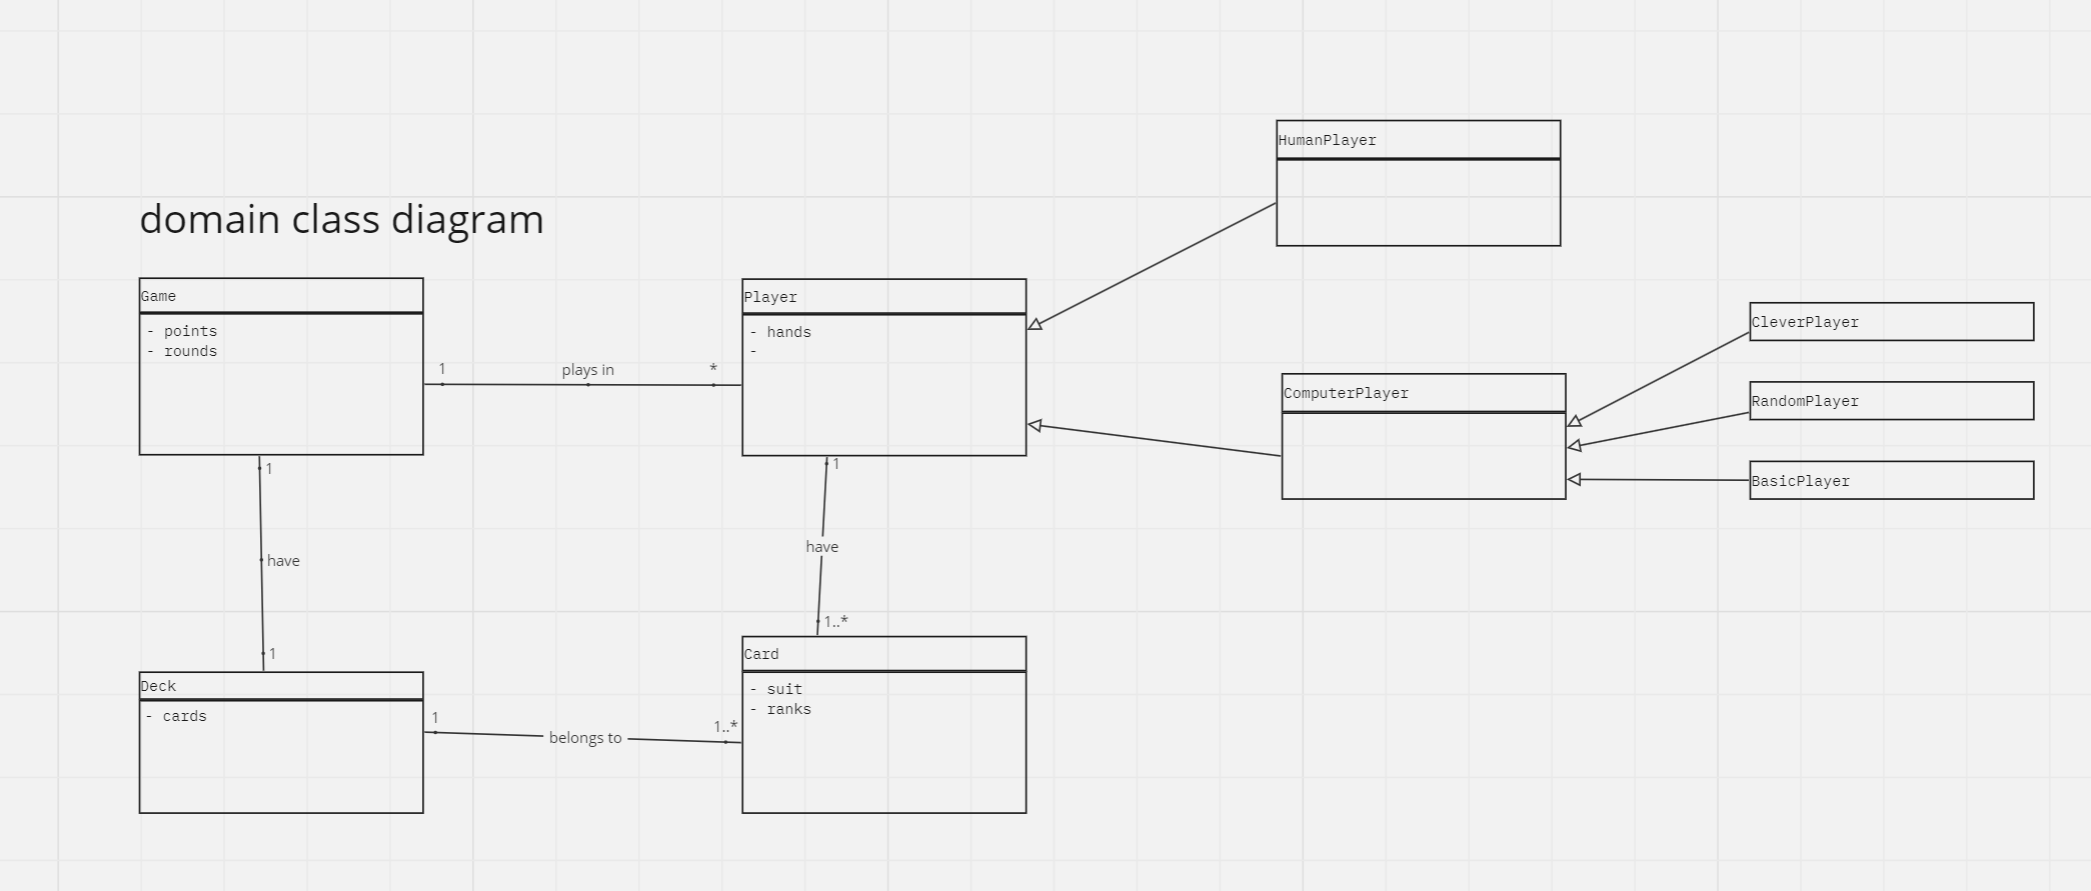 domain class diagram
HumanPlayer
Game
- points
- rounds
1
plays in
*
Player
- hands
-
CleverPlayer
RandomPlayer
BasicPlayer
ComputerPlayer
1
have
1
1
have
1..*
Deck
- cards
1
belongs to
1..*
Card
- suit
- ranks